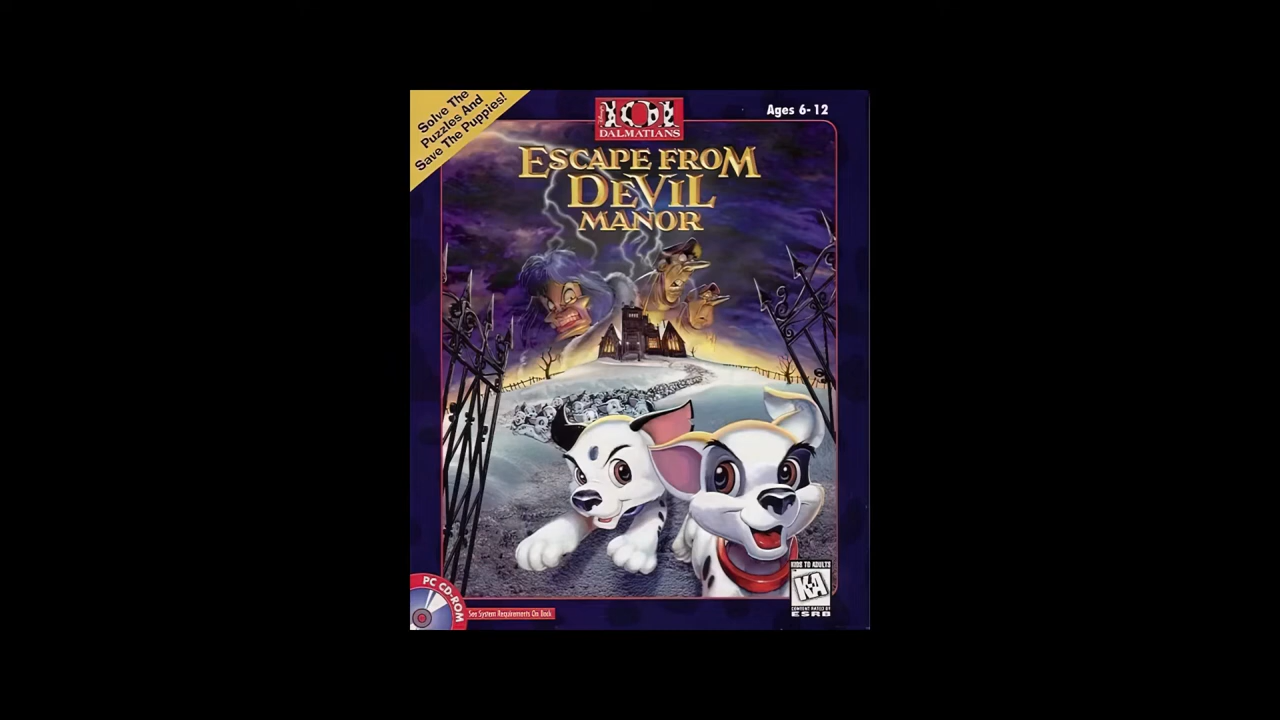 Solve The
Puzzles And
Save The Puppies!
Disney's
101
DALMATIANS
Ages 6-12
ESCAPE FROM
DEVIL
MANOR
PC CD-ROM
See System Requirements On Back
KIDS TO ADULTS
K-A
CONTENT RATED BY
ESRB